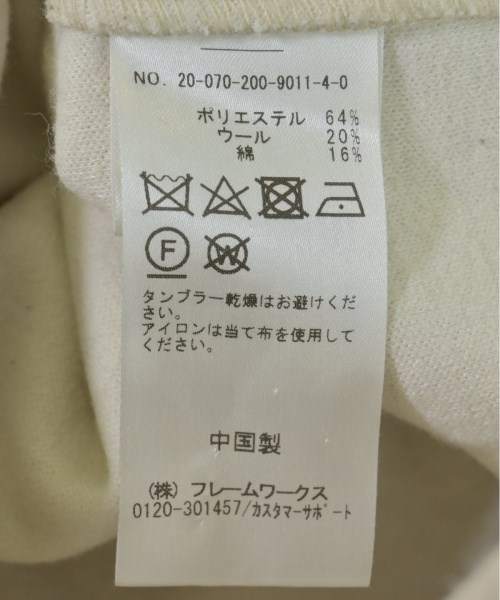 NO. 20-070-200-9011-4-0
ポリエステル 64%
ウール 20%
綿 16%
F
W
タンブラー乾燥はお避けくだ
さい。
アイロンは当て布を使用して
ください。
中国製
(株) フレームワークス
0120-301457/カスタマーサポート